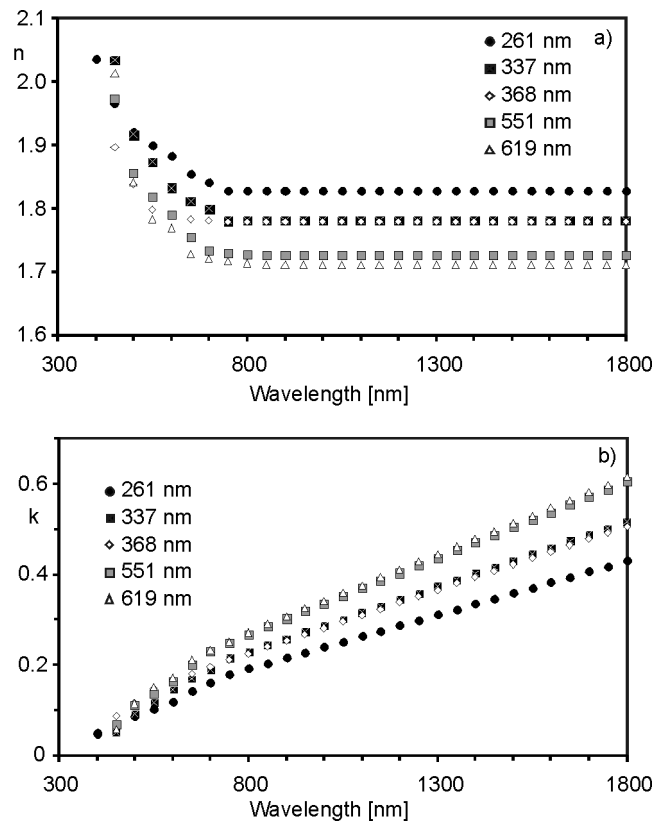 2.1
n
a)
261 nm
337 nm
368 nm
551 nm
619 nm
2.0
1.9
1.8
1.7
1.6
300 800 1300 1800
Wavelength [nm]
b)
0.6
k
261 nm
337 nm
368 nm
551 nm
619 nm
0.4
0.2
0
300 800 1300 1800
Wavelength [nm]